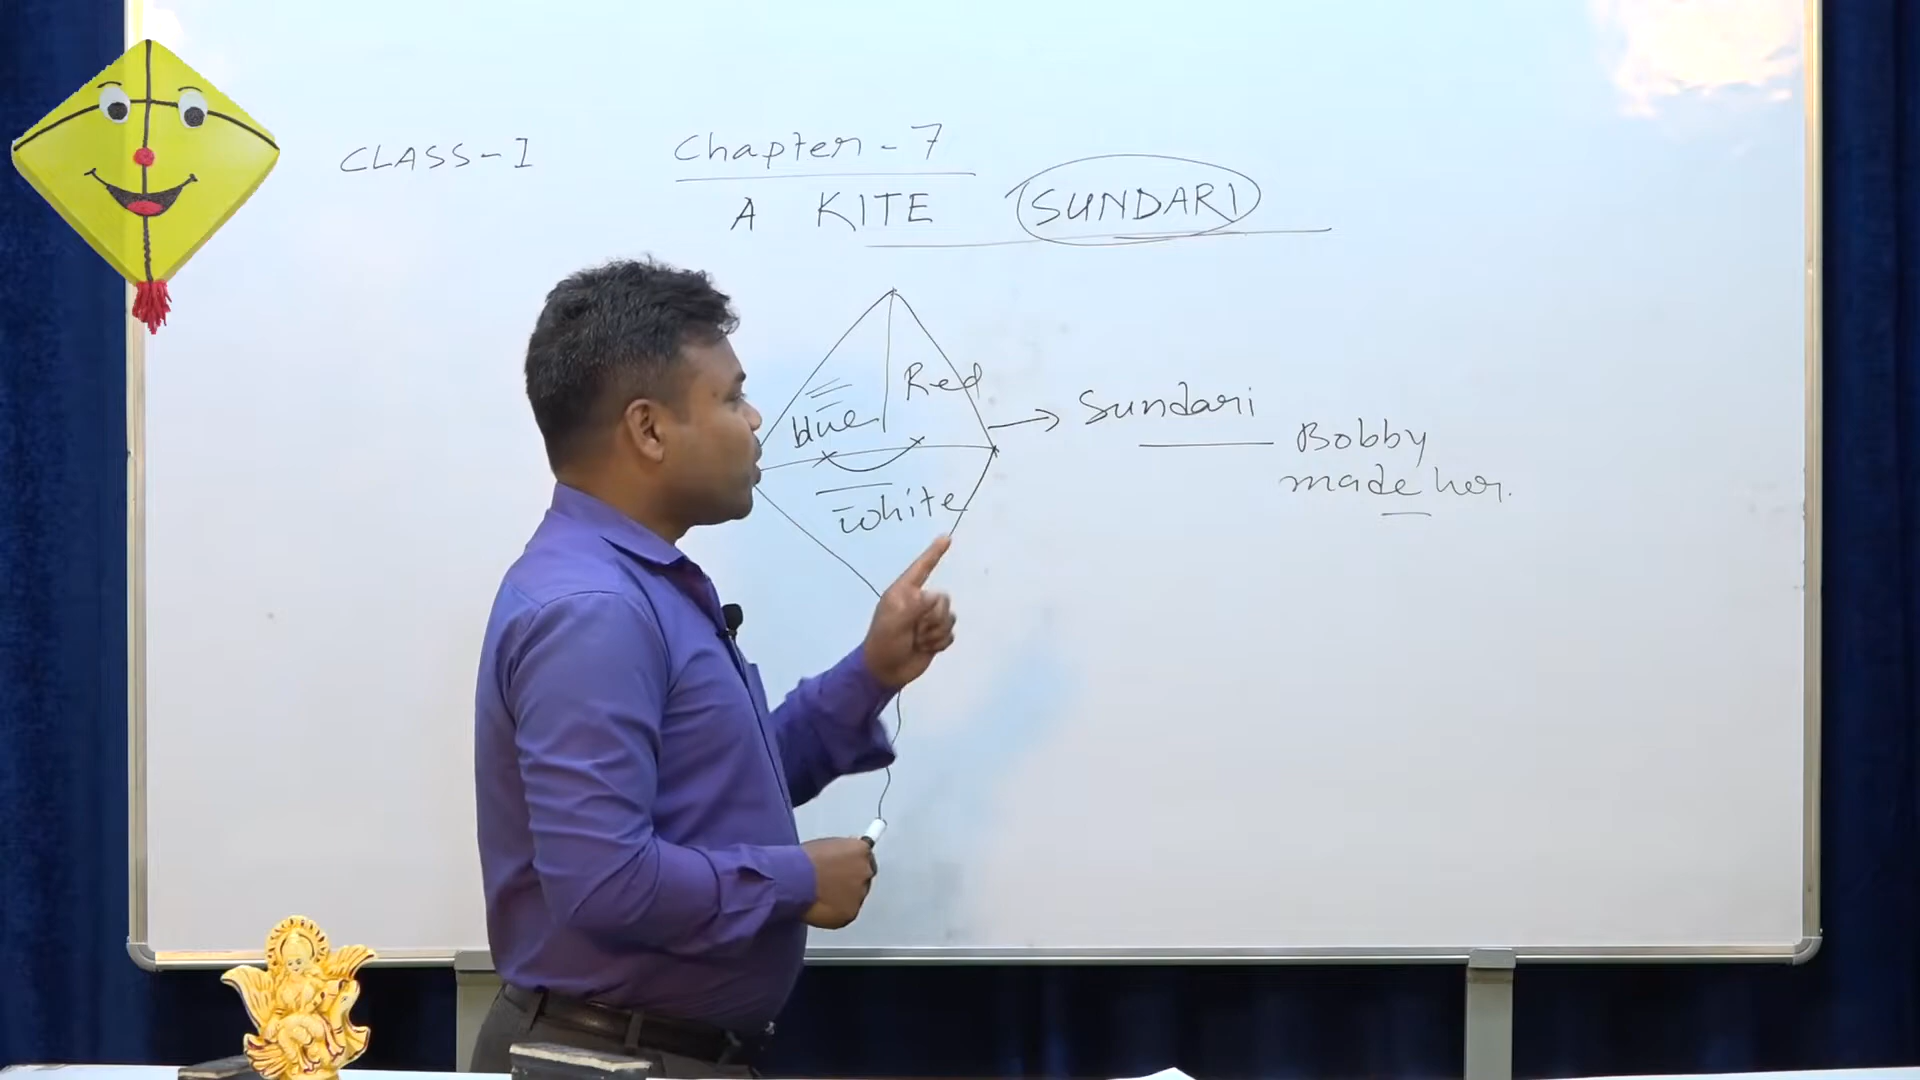 CLASS-I
Chapter-7
A KITE SUNDARI
Red
blue
Sundari
Bobby
made her.
white